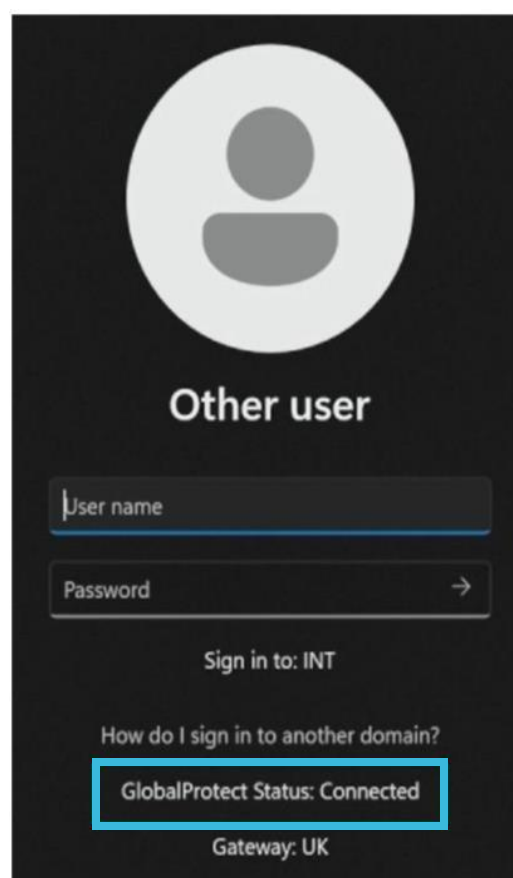 Other user
User name
Password
Sign in to: INT
How do I sign in to another domain?
GlobalProtect Status: Connected
Gateway: UK